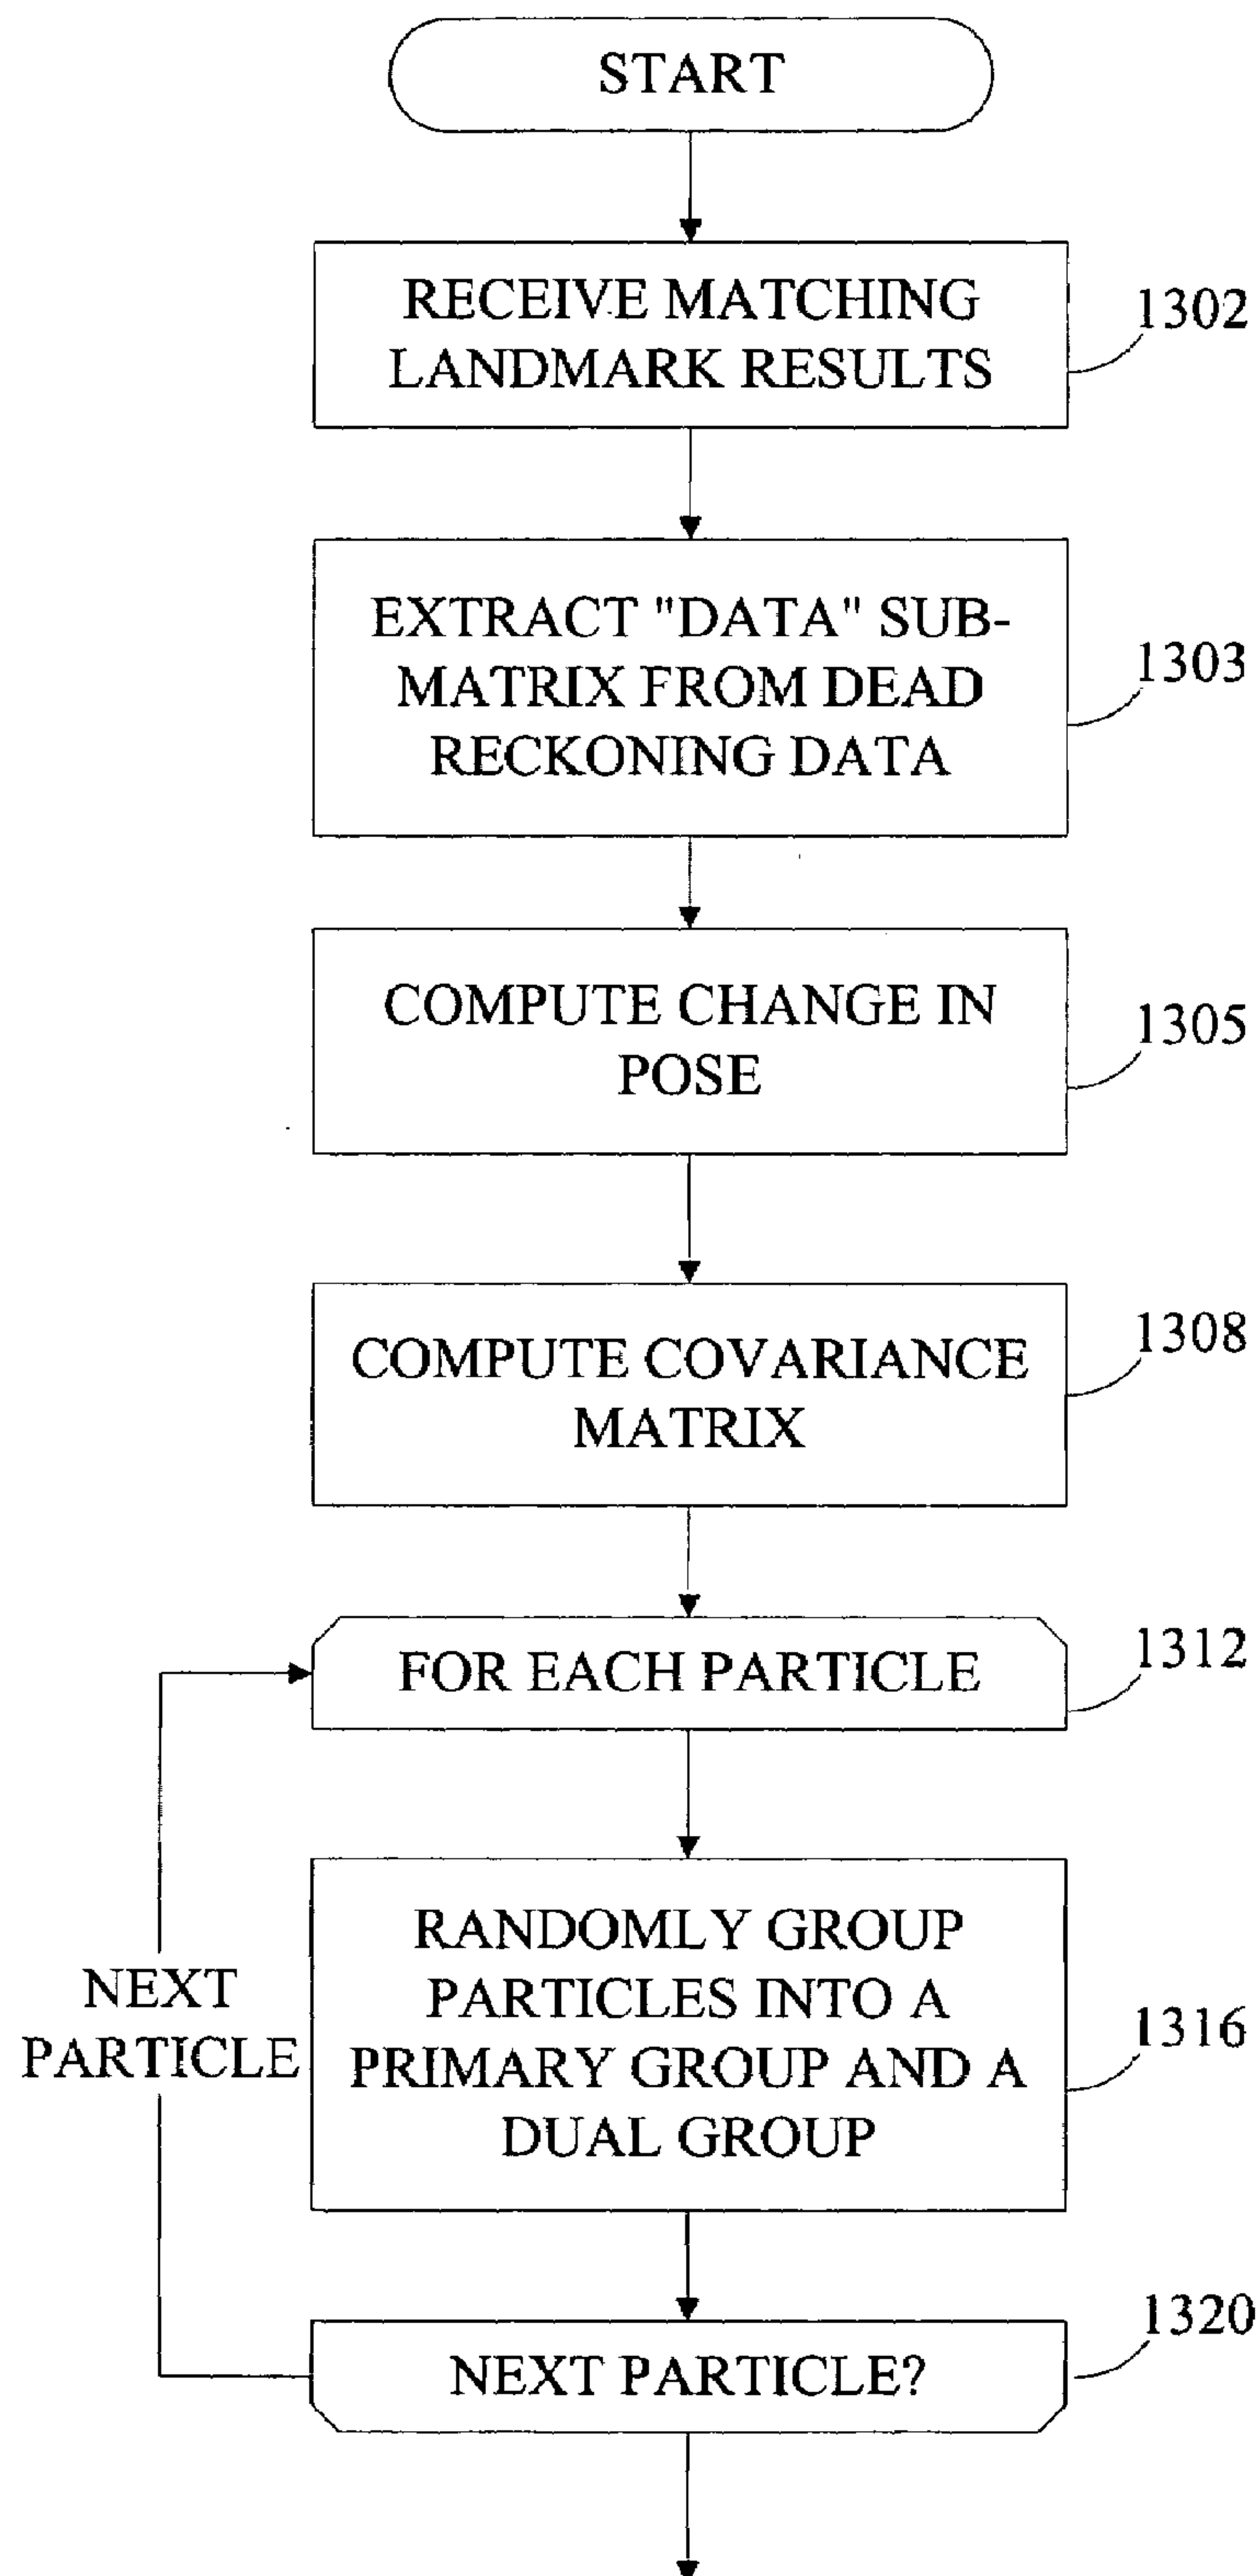 START
RECEIVE MATCHING
LANDMARK RESULTS
1302
EXTRACT "DATA" SUB-
MATRIX FROM DEAD
RECKONING DATA
1303
COMPUTE CHANGE IN
POSE
1305
COMPUTE COVARIANCE
MATRIX
1308
FOR EACH PARTICLE
1312
RANDOMLY GROUP
PARTICLES INTO A
PRIMARY GROUP AND A
DUAL GROUP
1316
NEXT
PARTICLE
NEXT PARTICLE?
1320